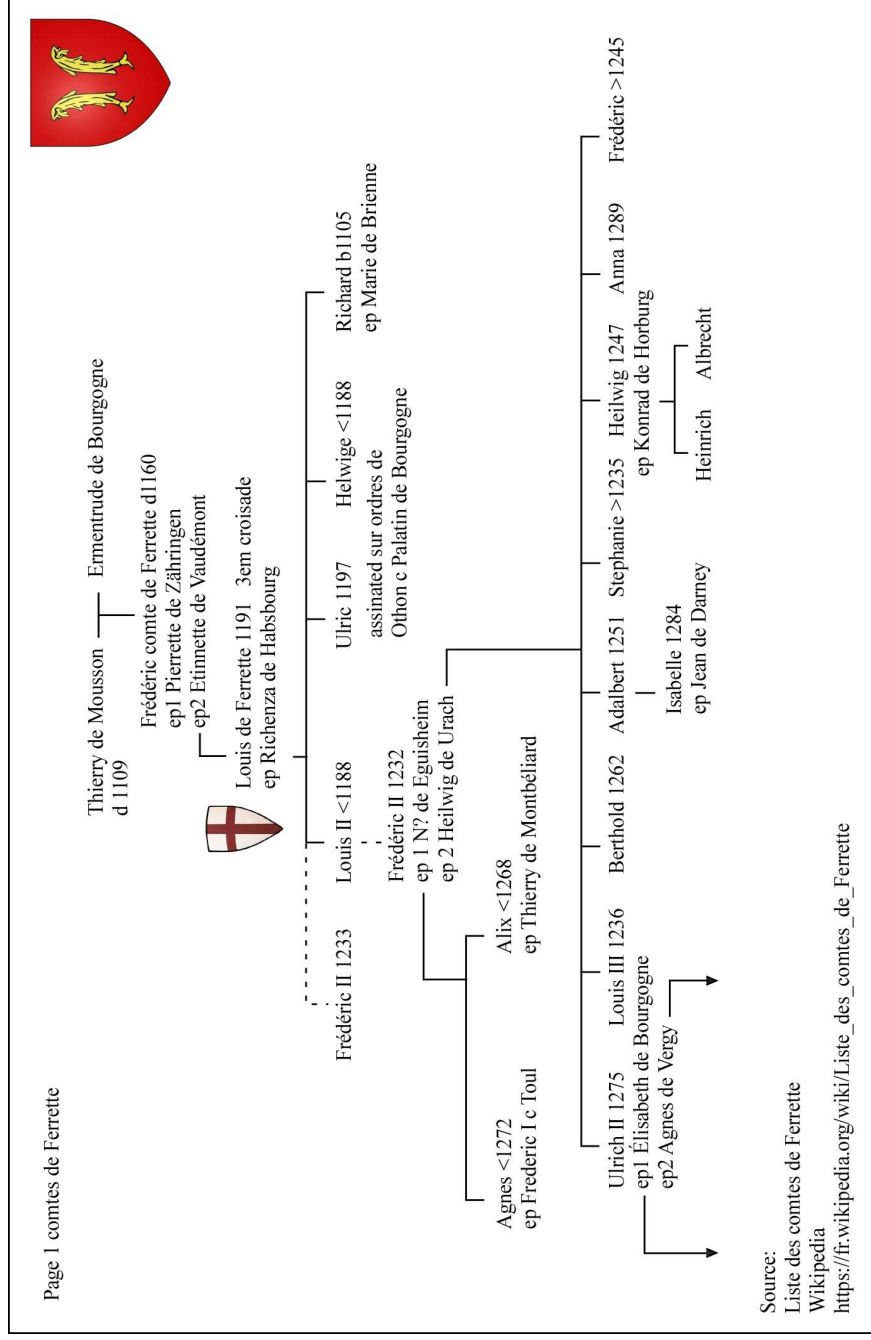 Page 1 comtes de Ferrette
Thierry de Mousson
d 1109
Ermentrude de Bourgogne
Frédéric comte de Ferrette d1160
ep1 Pierrette de Zähringen
ep2 Etinnette de Vaudémont
Louis de Ferrette 1191 3em croisade
ep Richenza de Habsbourg
Frédéric II 1233
Louis II <1188
Ulric 1197
assinated sur ordres de
Othon c Palatin de Bourgogne
Helwige <1188
Richard b1105
ep Marie de Brienne
Frédéric II 1232
ep 1 N? de Eguisheim
ep 2 Heilwig de Urach
Agnes <1272
ep Frederic I c Toul
Alix <1268
ep Thierry de Montbéliard
Ulrich II 1275
ep1 Élisabeth de Bourgogne
ep2 Agnes de Vergy
Louis III 1236
Berthold 1262
Adalbert 1251
Isabelle 1284
ep Jean de Darney
Stephanie >1235
Heilwig 1247
ep Konrad de Horburg
Heinrich
Albrecht
Anna 1289
Frédéric >1245
Source:
Liste des comtes de Ferrette
Wikipedia
https://fr.wikipedia.org/wiki/Liste_des_comtes_de_Ferrette